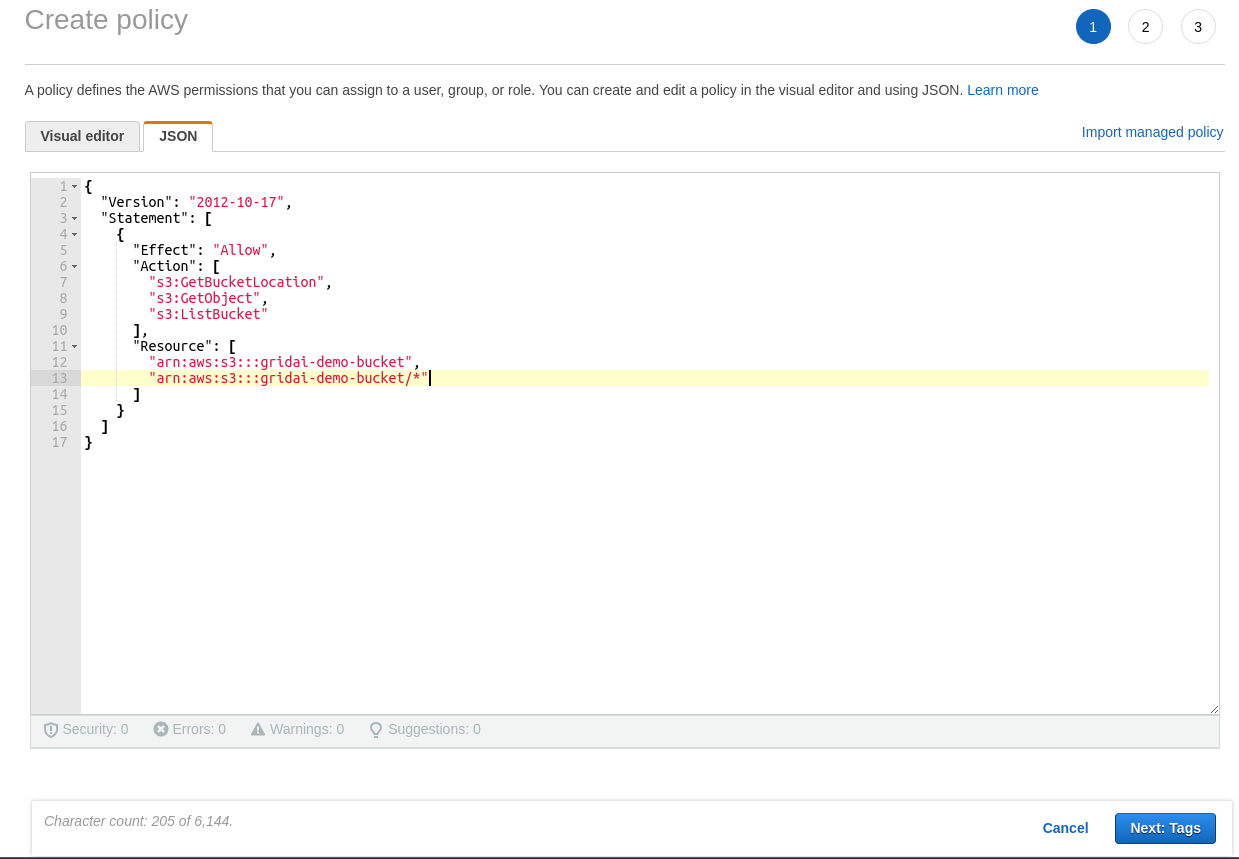 Create policy
1 2 3
A policy defines the AWS permissions that you can assign to a user, group, or role. You can create and edit a policy in the visual editor and using JSON. Learn more
Visual editor JSON Import managed policy
1 {
2 "Version": "2012-10-17",
3 "Statement": [
4 {
5 "Effect": "Allow",
6 "Action": [
7 "s3:GetBucketLocation",
8 "s3:GetObject",
9 "s3:ListBucket"
10 ],
11 "Resource": [
12 "arn:aws:s3:::gridai-demo-bucket",
13 "arn:aws:s3:::gridai-demo-bucket/*"
14 ]
15 }
16 ]
17 }
Security: 0 Errors: 0 Warnings: 0 Suggestions: 0
Character count: 205 of 6,144.
Cancel Next: Tags